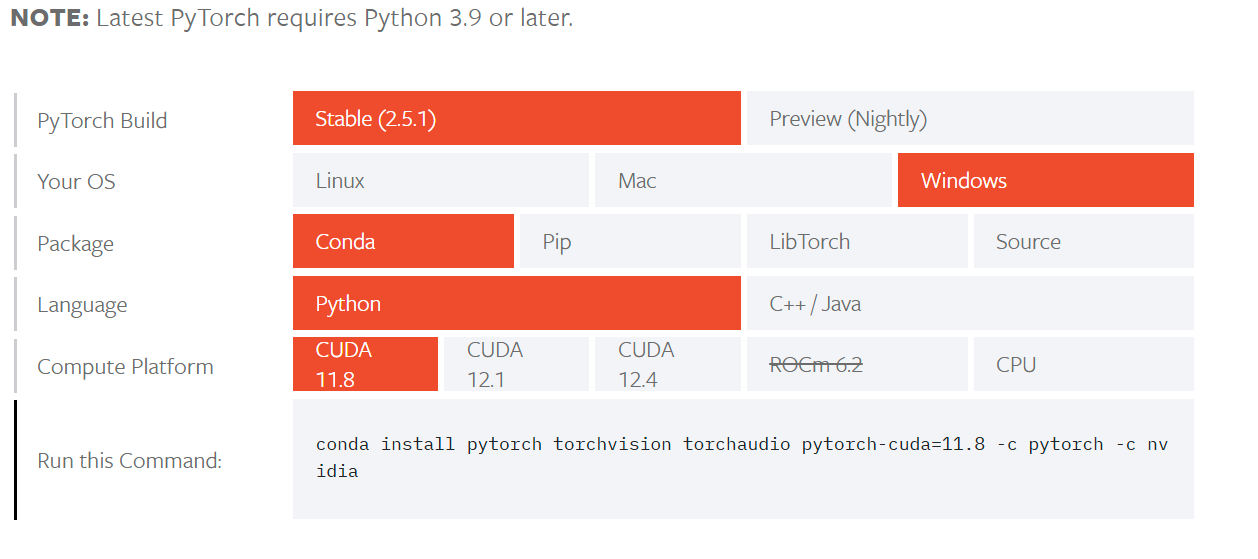 NOTE: Latest PyTorch requires Python 3.9 or later.
PyTorch Build
Stable (2.5.1)
Preview (Nightly)
Your OS
Linux
Mac
Windows
Package
Conda
Pip
LibTorch
Source
Language
Python
C++ / Java
Compute Platform
CUDA
11.8
CUDA
12.1
CUDA
12.4
ROCm 6.2
CPU
Run this Command:
conda install pytorch torchvision torchaudio pytorch-cuda=11.8 -c pytorch -c nv
idia